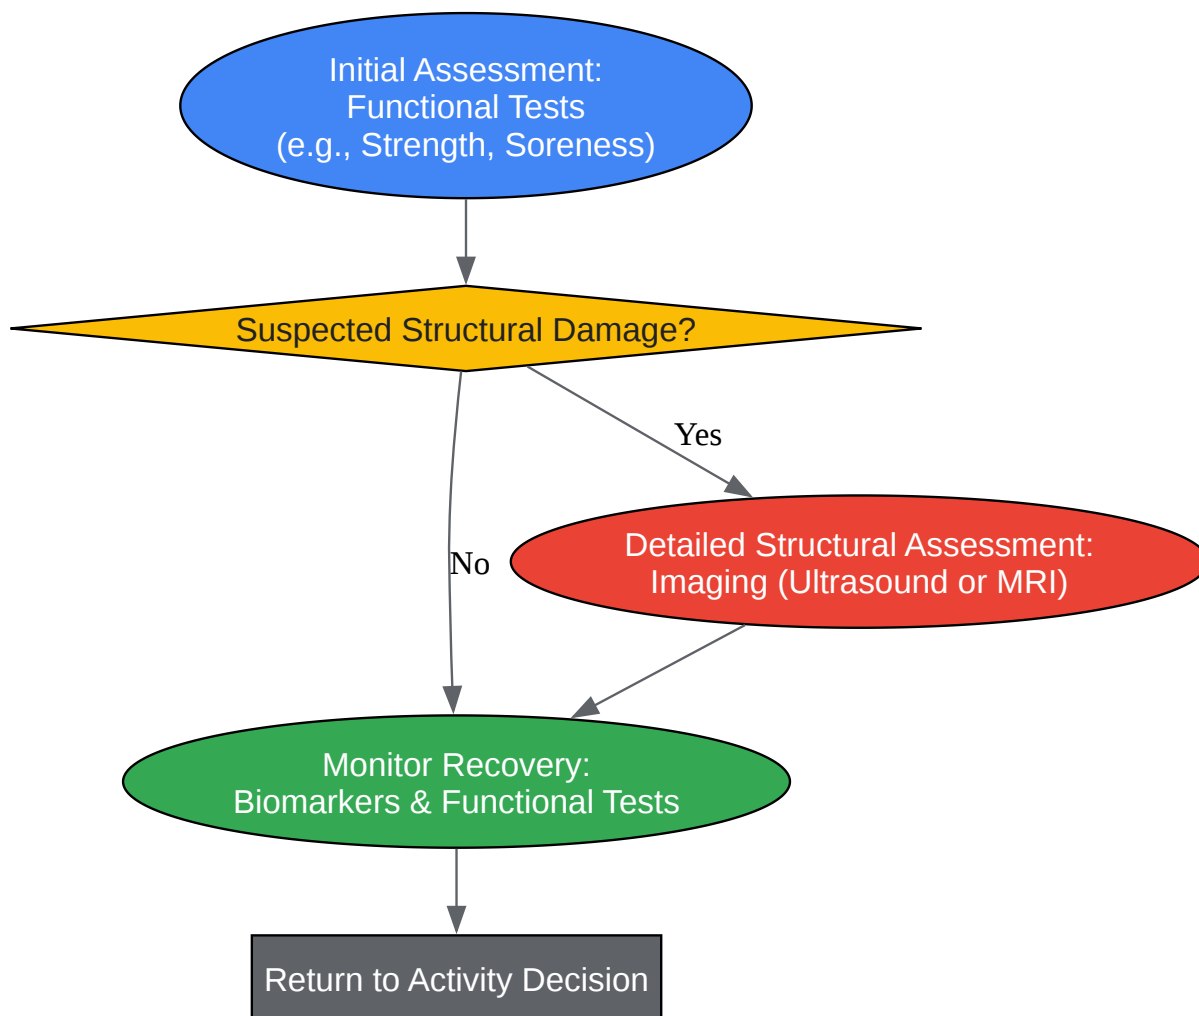 Initial Assessment:
Functional Tests
(e.g., Strength, Soreness)
Suspected Structural Damage?
Yes
Detailed Structural Assessment:
Imaging (Ultrasound or MRI)
No
Monitor Recovery:
Biomarkers & Functional Tests
Return to Activity Decision